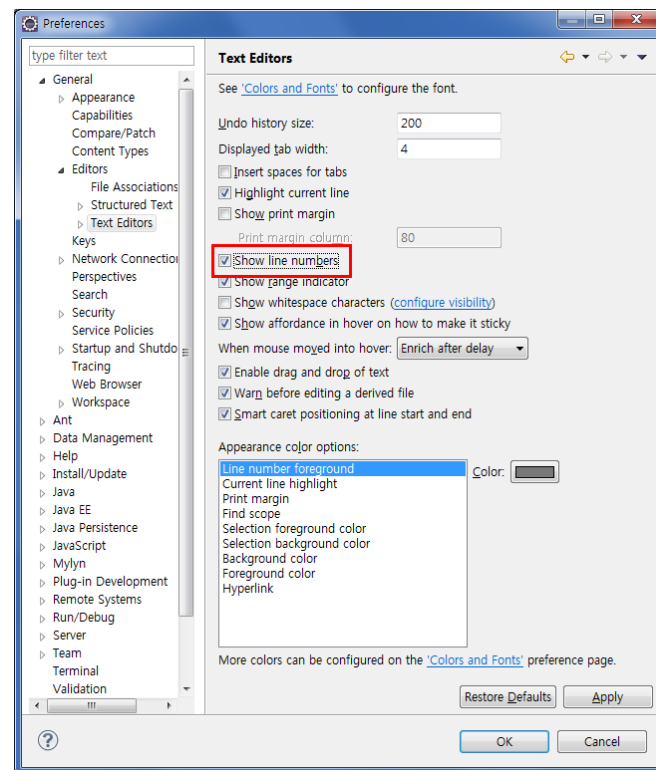 Preferences
type filter text
General
Appearance
Capabilities
Compare/Patch
Content Types
Editors
File Associations
Structured Text
Text Editors
Keys
Network Connection
Perspectives
Search
Security
Service Policies
Startup and Shutdo
Tracing
Web Browser
Workspace
Ant
Data Management
Help
Install/Update
Java
Java EE
Java Persistence
JavaScript
Mylyn
Plug-in Development
Remote Systems
Run/Debug
Server
Team
Terminal
Validation
Text Editors
See 'Colors and Fonts' to configure the font.
Undo history size: 200
Displayed tab width: 4
Insert spaces for tabs
Highlight current line
Show print margin
Print margin column: 80
Show line numbers
Show range indicator
Show whitespace characters (configure visibility)
Show affordance in hover on how to make it sticky
When mouse moved into hover: Enrich after delay
Enable drag and drop of text
Warn before editing a derived file
Smart caret positioning at line start and end
Appearance color options:
Line number foreground
Current line highlight
Print margin
Find scope
Selection foreground color
Selection background color
Background color
Foreground color
Hyperlink
Color:
More colors can be configured on the 'Colors and Fonts' preference page.
Restore Defaults Apply
OK Cancel